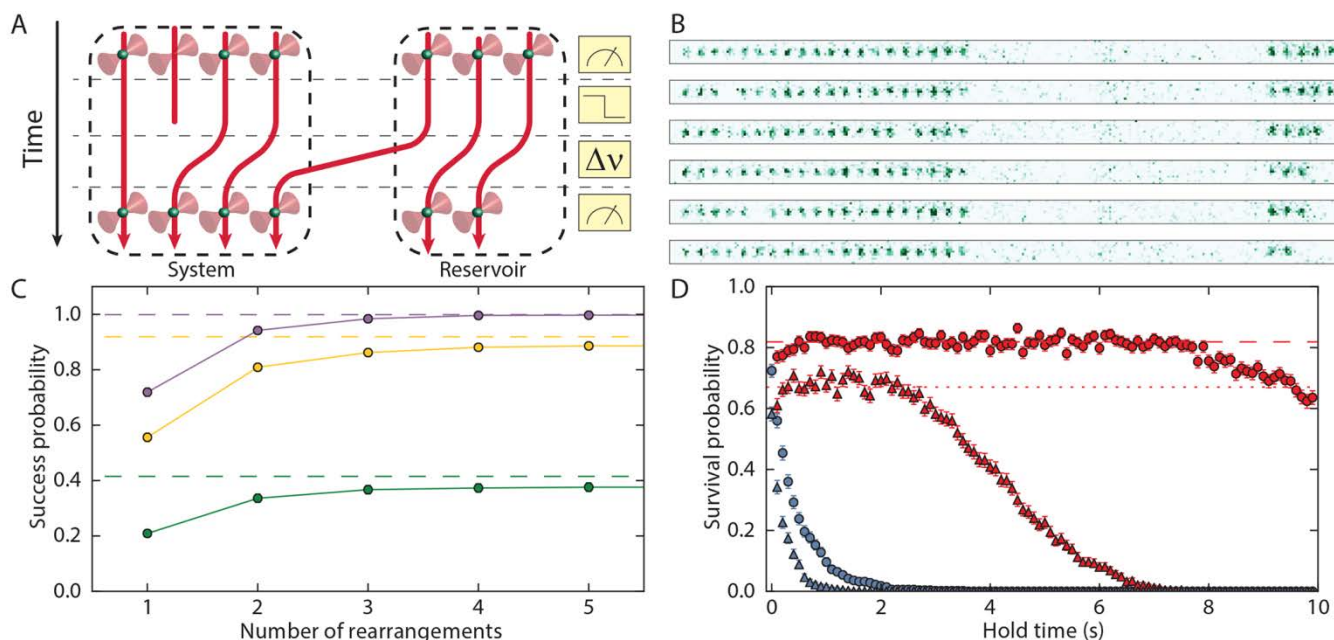 A
Time
System
Reservoir
Δν
B
C
Success probability
1.0
0.8
0.6
0.4
0.2
0.0
1 2 3 4 5
Number of rearrangements
D
Survival probability
1.0
0.8
0.6
0.4
0.2
0.0
0 2 4 6 8 10
Hold time (s)